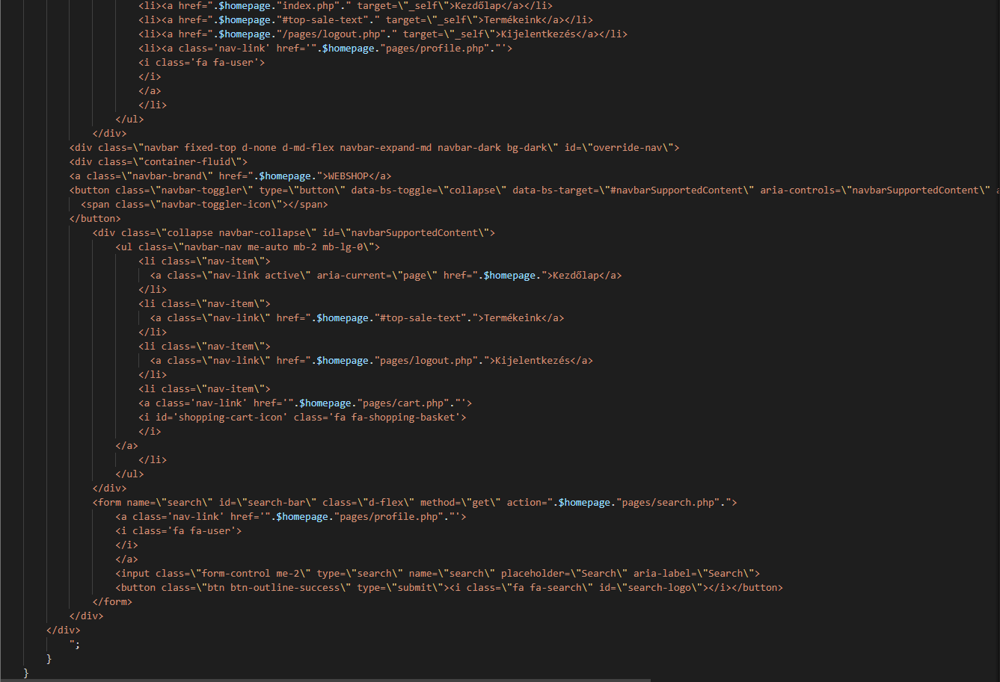 <li><a href=".$homepage."index.php"." target=\"_self\">Kezdőlap</a></li>
<li><a href=".$homepage."#top-sale-text"." target=\"_self\">Termékeink</a></li>
<li><a href=".$homepage."/pages/logout.php"." target=\"_self\">Kijelentkezés</a></li>
<li><a class='nav-link' href='".$homepage."pages/profile.php"."'>
<i class='fa fa-user'>
</i>
</a>
</li>
</ul>
</div>
<div class=\"navbar fixed-top d-none d-md-flex navbar-expand-md navbar-dark bg-dark\" id=\"override-nav\">
<div class=\"container-fluid\">
<a class=\"navbar-brand\" href=".$homepage.">WEBSHOP</a>
<button class=\"navbar-toggler\" type=\"button\" data-bs-toggle=\"collapse\" data-bs-target=\"#navbarSupportedContent\" aria-controls=\"navbarSupportedContent\"
<span class=\"navbar-toggler-icon\"></span>
</button>
<div class=\"collapse navbar-collapse\" id=\"navbarSupportedContent\">
<ul class=\"navbar-nav me-auto mb-2 mb-lg-0\">
<li class=\"nav-item\">
<a class=\"nav-link active\" aria-current=\"page\" href=".$homepage.">Kezdőlap</a>
</li>
<li class=\"nav-item\">
<a class=\"nav-link\" href=".$homepage."#top-sale-text".">Termékeink</a>
</li>
<li class=\"nav-item\">
<a class=\"nav-link\" href=".$homepage."pages/logout.php".">Kijelentkezés</a>
</li>
<li class=\"nav-item\">
<a class='nav-link' href='".$homepage."pages/cart.php"."'>
<i id='shopping-cart-icon' class='fa fa-shopping-basket'>
</i>
</a>
</li>
</ul>
</div>
<form name=\"search\" id=\"search-bar\" class=\"d-flex\" method=\"get\" action=".$homepage."pages/search.php".">
<a class='nav-link' href='".$homepage."pages/profile.php"."'>
<i class='fa fa-user'>
</i>
</a>
<input class=\"form-control me-2\" type=\"search\" name=\"search\" placeholder=\"Search\" aria-label=\"Search\">
<button class=\"btn btn-outline-success\" type=\"submit\"><i class=\"fa fa-search\" id=\"search-logo\"></i></button>
</form>
</div>
</div>
";
}
}